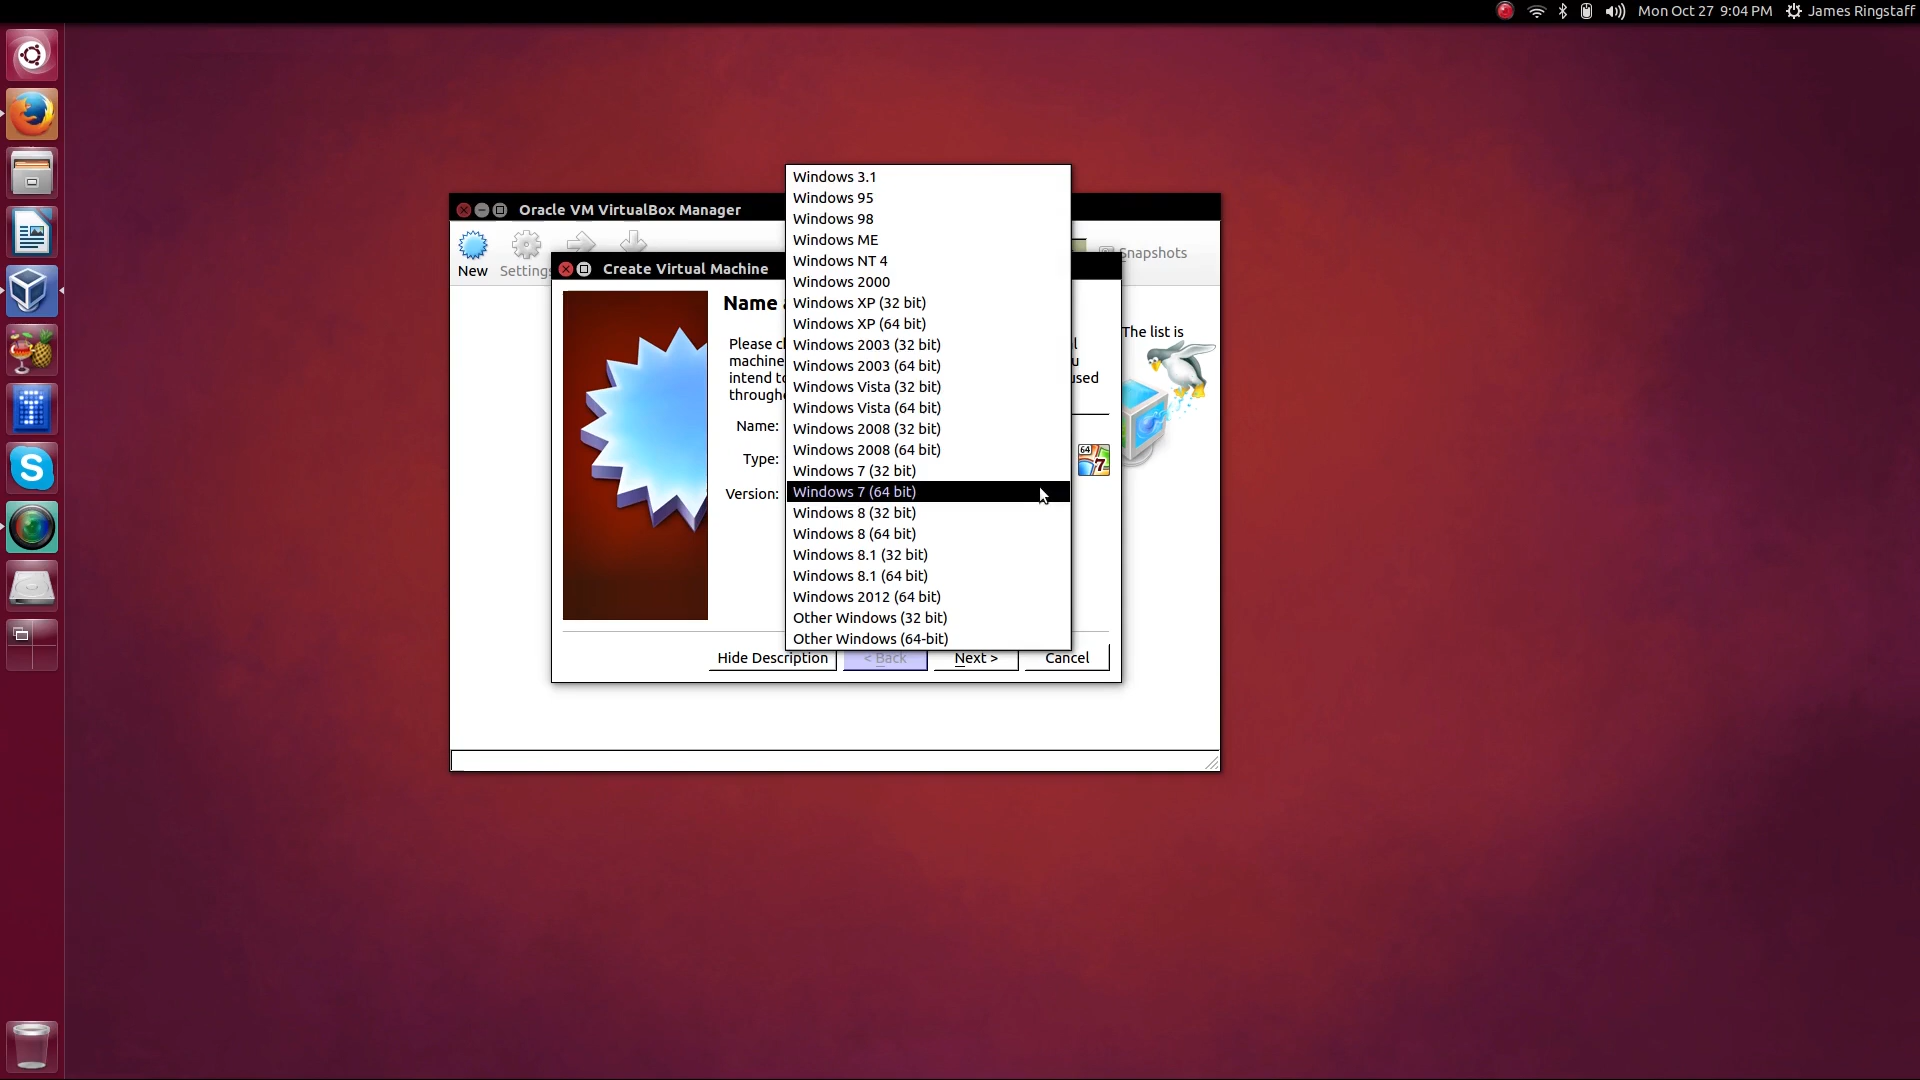 Mon Oct 27 9:04 PM
James Ringstaff
Oracle VM VirtualBox Manager
New
Settings
Snapshots
Create Virtual Machine
Name
Please
machine
intend to
used
The list is
Name:
Type:
Version:
64
7
Windows 3.1
Windows 95
Windows 98
Windows ME
Windows NT 4
Windows 2000
Windows XP (32 bit)
Windows XP (64 bit)
Windows 2003 (32 bit)
Windows 2003 (64 bit)
Windows Vista (32 bit)
Windows Vista (64 bit)
Windows 2008 (32 bit)
Windows 2008 (64 bit)
Windows 7 (32 bit)
Windows 7 (64 bit)
Windows 8 (32 bit)
Windows 8 (64 bit)
Windows 8.1 (32 bit)
Windows 8.1 (64 bit)
Windows 2012 (64 bit)
Other Windows (32 bit)
Other Windows (64-bit)
Hide Description
< Back
Next >
Cancel